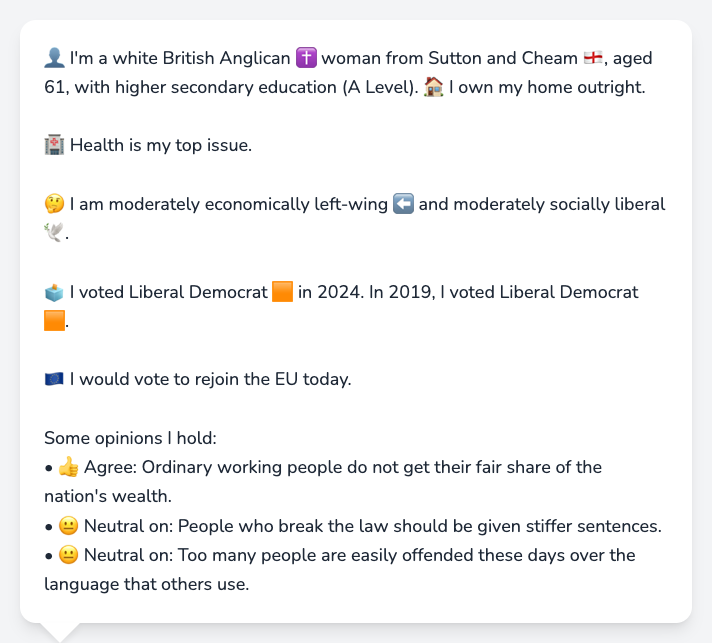 👤 I'm a white British Anglican ✝️ woman from Sutton and Cheam 🏴󠁧󠁢󠁥󠁮󠁧󠁿, aged
61, with higher secondary education (A Level). 🏠 I own my home outright.
🏥 Health is my top issue.
🤔 I am moderately economically left-wing ⬅️ and moderately socially liberal
🕊️.
🗳️ I voted Liberal Democrat 🟧 in 2024. In 2019, I voted Liberal Democrat
🟧.
🇪🇺 I would vote to rejoin the EU today.
Some opinions I hold:
• 👍 Agree: Ordinary working people do not get their fair share of the
nation's wealth.
• 😐 Neutral on: People who break the law should be given stiffer sentences.
• 😐 Neutral on: Too many people are easily offended these days over the
language that others use.